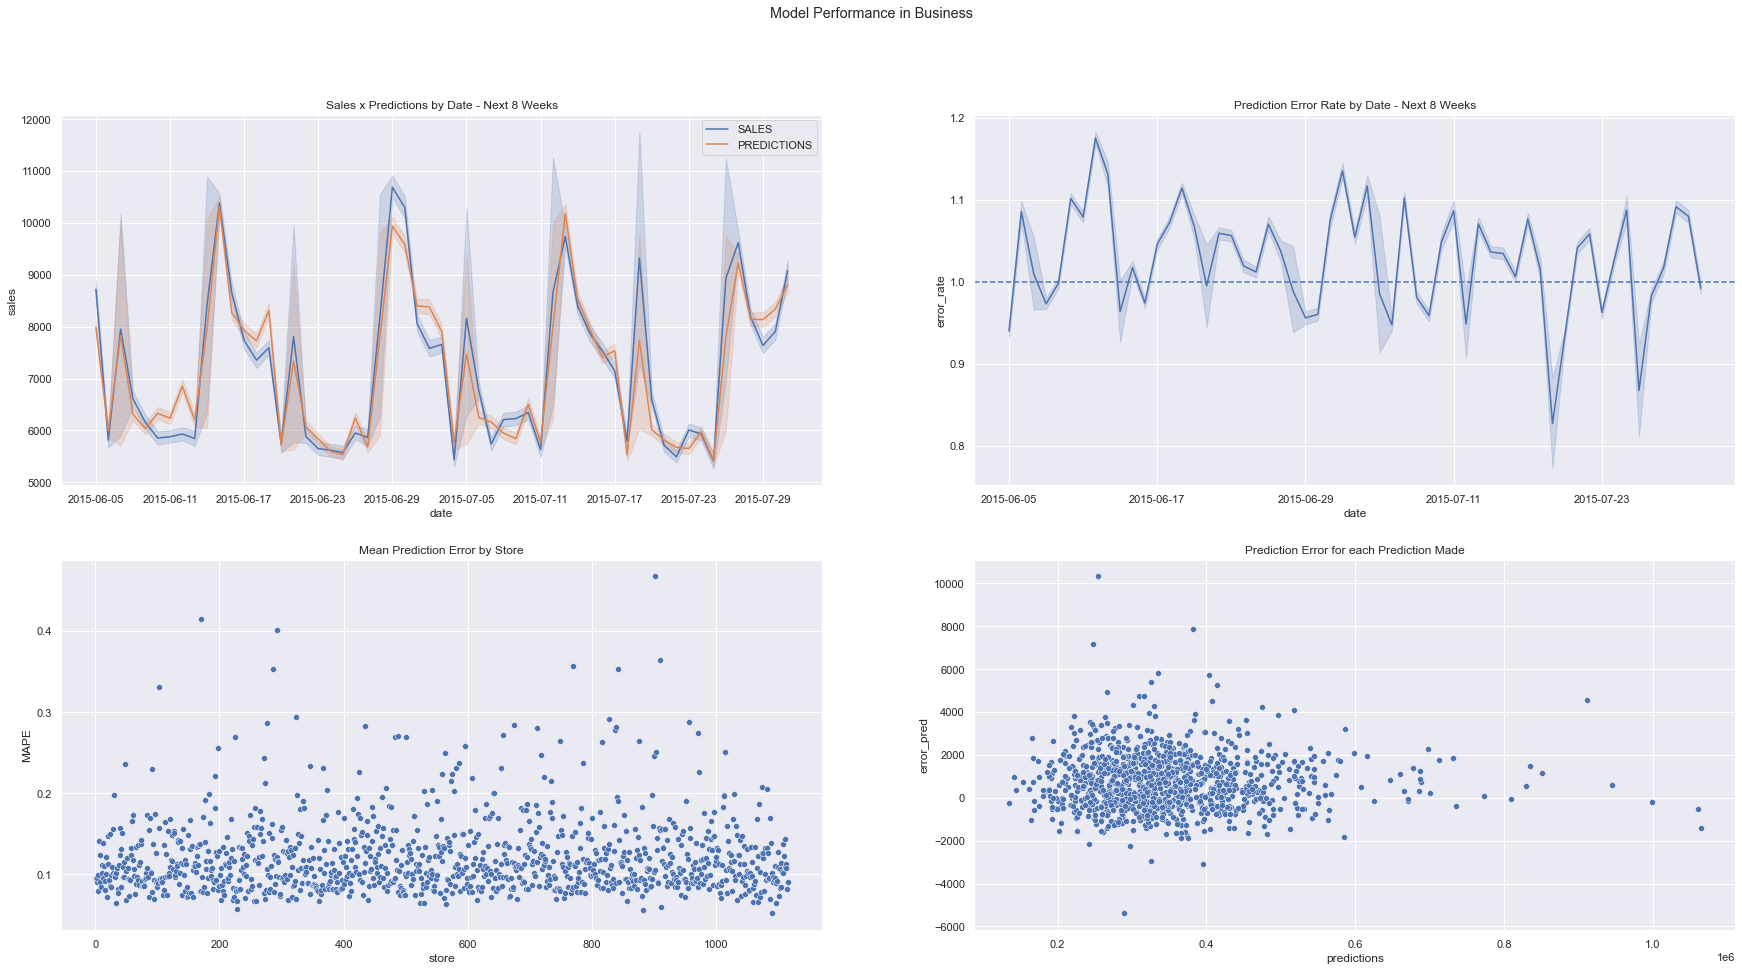 Model Performance in Business
Sales x Predictions by Date - Next 8 Weeks
12000
11000
10000
9000
8000
7000
6000
5000
sales
SALES
PREDICTIONS
2015-06-05 2015-06-11 2015-06-17 2015-06-23 2015-06-29 2015-07-05 2015-07-11 2015-07-17 2015-07-23 2015-07-29
date
Prediction Error Rate by Date - Next 8 Weeks
1.2
1.1
1.0
0.9
0.8
error_rate
2015-06-05 2015-06-17 2015-06-29 2015-07-11 2015-07-23
date
Mean Prediction Error by Store
0.4
0.3
0.2
0.1
MAPE
0 200 400 600 800 1000
store
Prediction Error for each Prediction Made
10000
8000
6000
4000
2000
0
−2000
−4000
−6000
error_pred
0.2 0.4 0.6 0.8 1.0
1e6
predictions